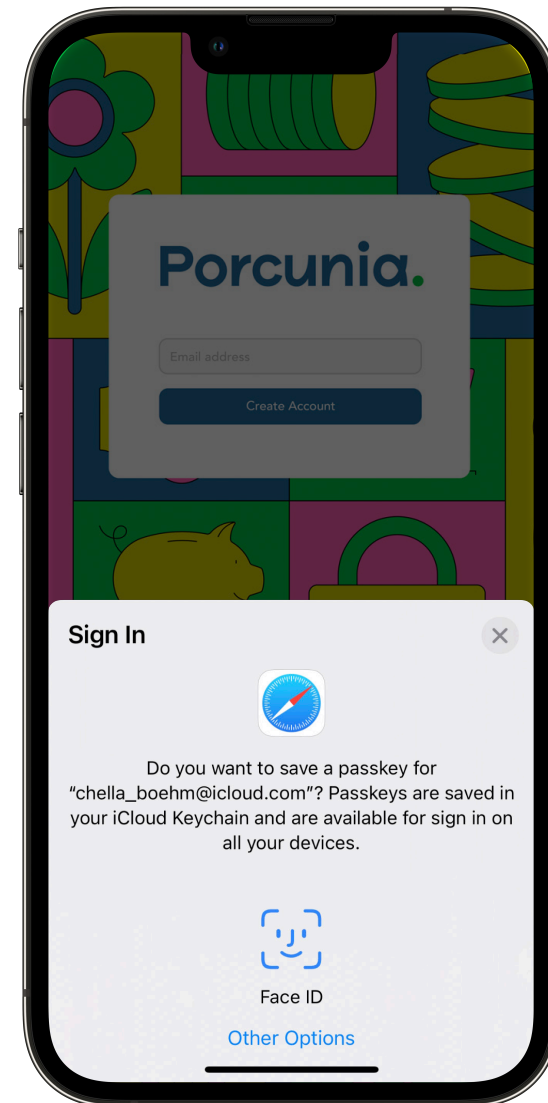 Porcunia.
Email address
Create Account
Sign In
Do you want to save a passkey for
“chella_boehm@icloud.com”? Passkeys are saved in
your iCloud Keychain and are available for sign in on
all your devices.
Face ID
Other Options